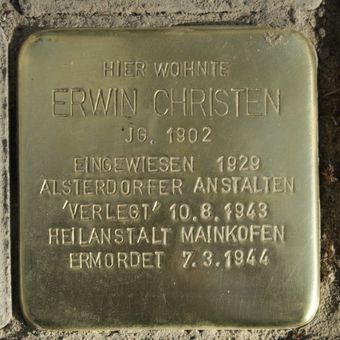 HIER WOHNTE
ERWIN CHRISTEN
JG. 1902
EINGEWIESEN 1929
ALSTERDORFER ANSTALTEN
'VERLEGT' 10.8.1943
HEILANSTALT MAINKOFEN
ERMORDET 7.3.1944